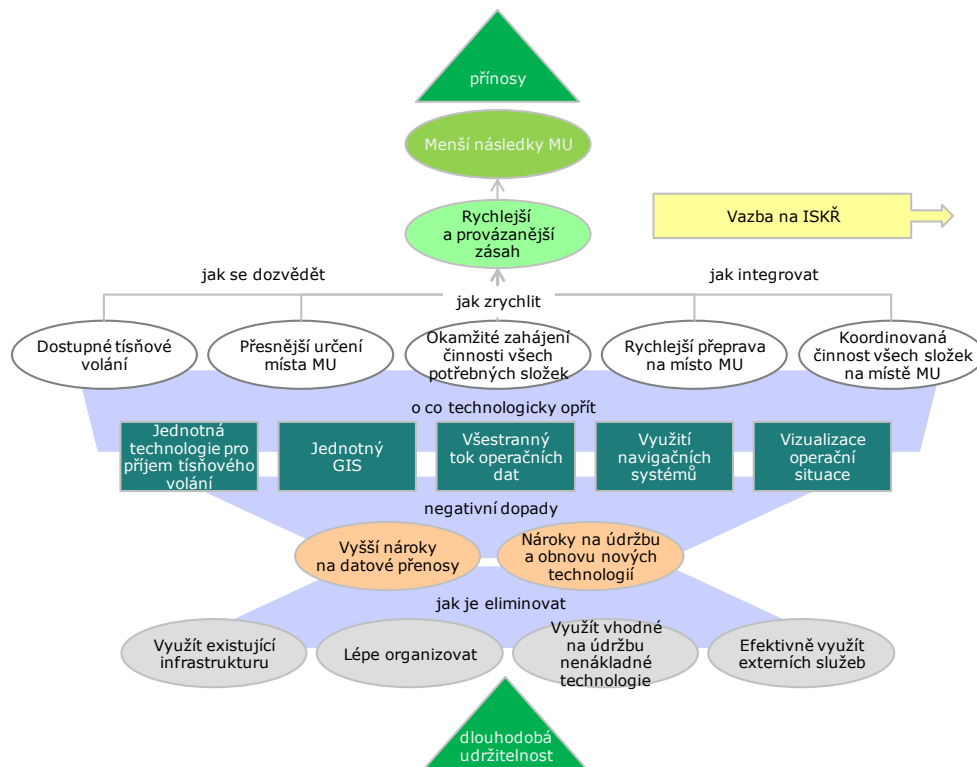 přínosy
Menší následky MU
Rychlejší
a provázanější
zásah
Vazba na ISKŘ
jak se dozvědět
jak zrychlit
jak integrovat
Dostupné tísňové
volání
Přesnější určení
místa MU
Okamžité zahájení
činnosti všech
potřebných složek
Rychlejší přeprava
na místo MU
Koordinovaná
činnost všech složek
na místě MU
o co technologicky opřít
Jednotná
technologie pro
příjem tísňového
volání
Jednotný
GIS
Všestranný
tok operačních
dat
Využití
navigačních
systémů
Vizualizace
operační
situace
negativní dopady
Vyšší nároky
na datové přenosy
Nároky na údržbu
a obnovu nových
technologií
jak je eliminovat
Využít existující
infrastrukturu
Lépe organizovat
Využít vhodné
na údržbu
nenákladné
technologie
Efektivně využít
externích služeb
dlouhodobá
udržitelnost